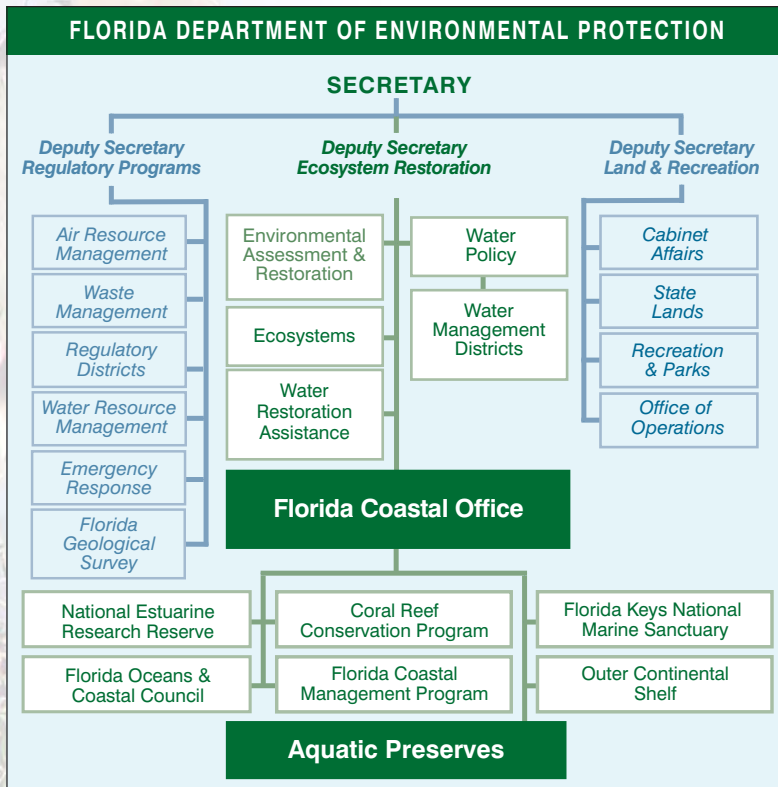 FLORIDA DEPARTMENT OF ENVIRONMENTAL PROTECTION
SECRETARY
Deputy Secretary
Regulatory Programs
Deputy Secretary
Ecosystem Restoration
Deputy Secretary
Land & Recreation
Air Resource
Management
Waste
Management
Regulatory
Districts
Water Resource
Management
Emergency
Response
Florida
Geological
Survey
Environmental
Assessment &
Restoration
Ecosystems
Water
Restoration
Assistance
Water
Policy
Water
Management
Districts
Cabinet
Affairs
State
Lands
Recreation
& Parks
Office of
Operations
Florida Coastal Office
National Estuarine
Research Reserve
Coral Reef
Conservation Program
Florida Keys National
Marine Sanctuary
Florida Oceans &
Coastal Council
Florida Coastal
Management Program
Outer Continental
Shelf
Aquatic Preserves